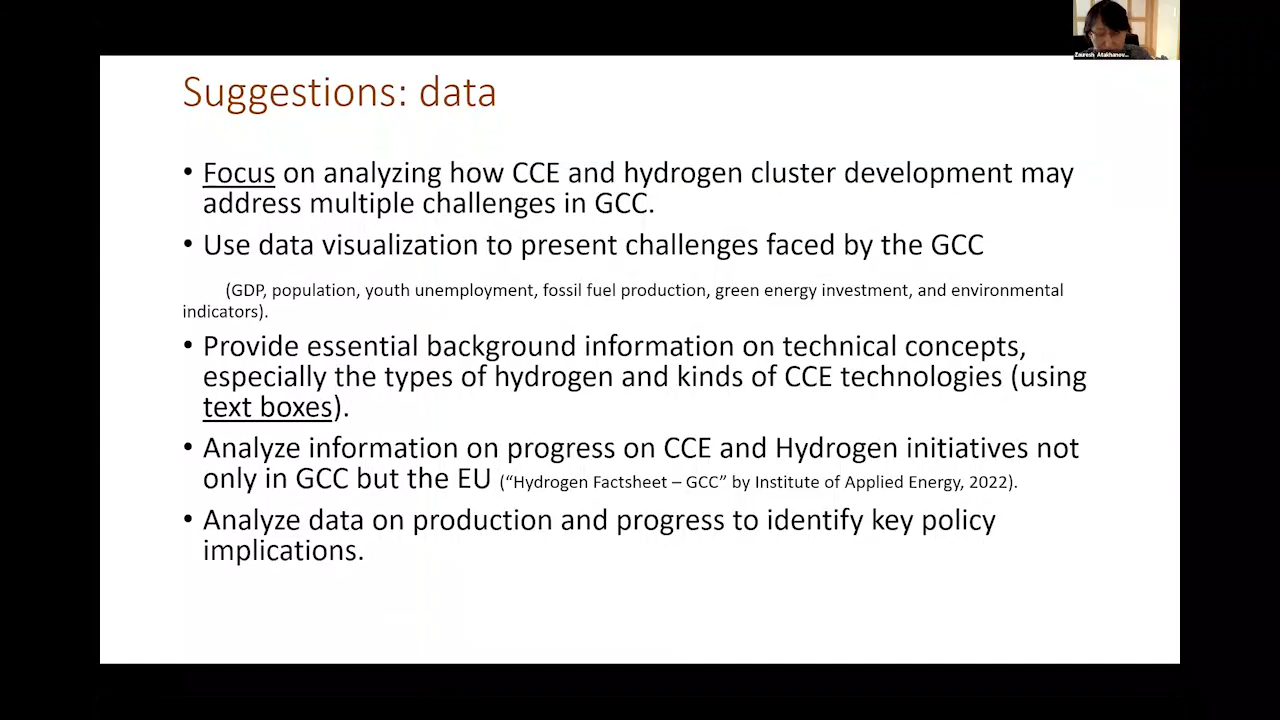 Zauresh Atakhanov...
Suggestions: data
• Focus on analyzing how CCE and hydrogen cluster development may
address multiple challenges in GCC.
• Use data visualization to present challenges faced by the GCC
(GDP, population, youth unemployment, fossil fuel production, green energy investment, and environmental
indicators).
• Provide essential background information on technical concepts,
especially the types of hydrogen and kinds of CCE technologies (using
text boxes).
• Analyze information on progress on CCE and Hydrogen initiatives not
only in GCC but the EU (“Hydrogen Factsheet – GCC” by Institute of Applied Energy, 2022).
• Analyze data on production and progress to identify key policy
implications.